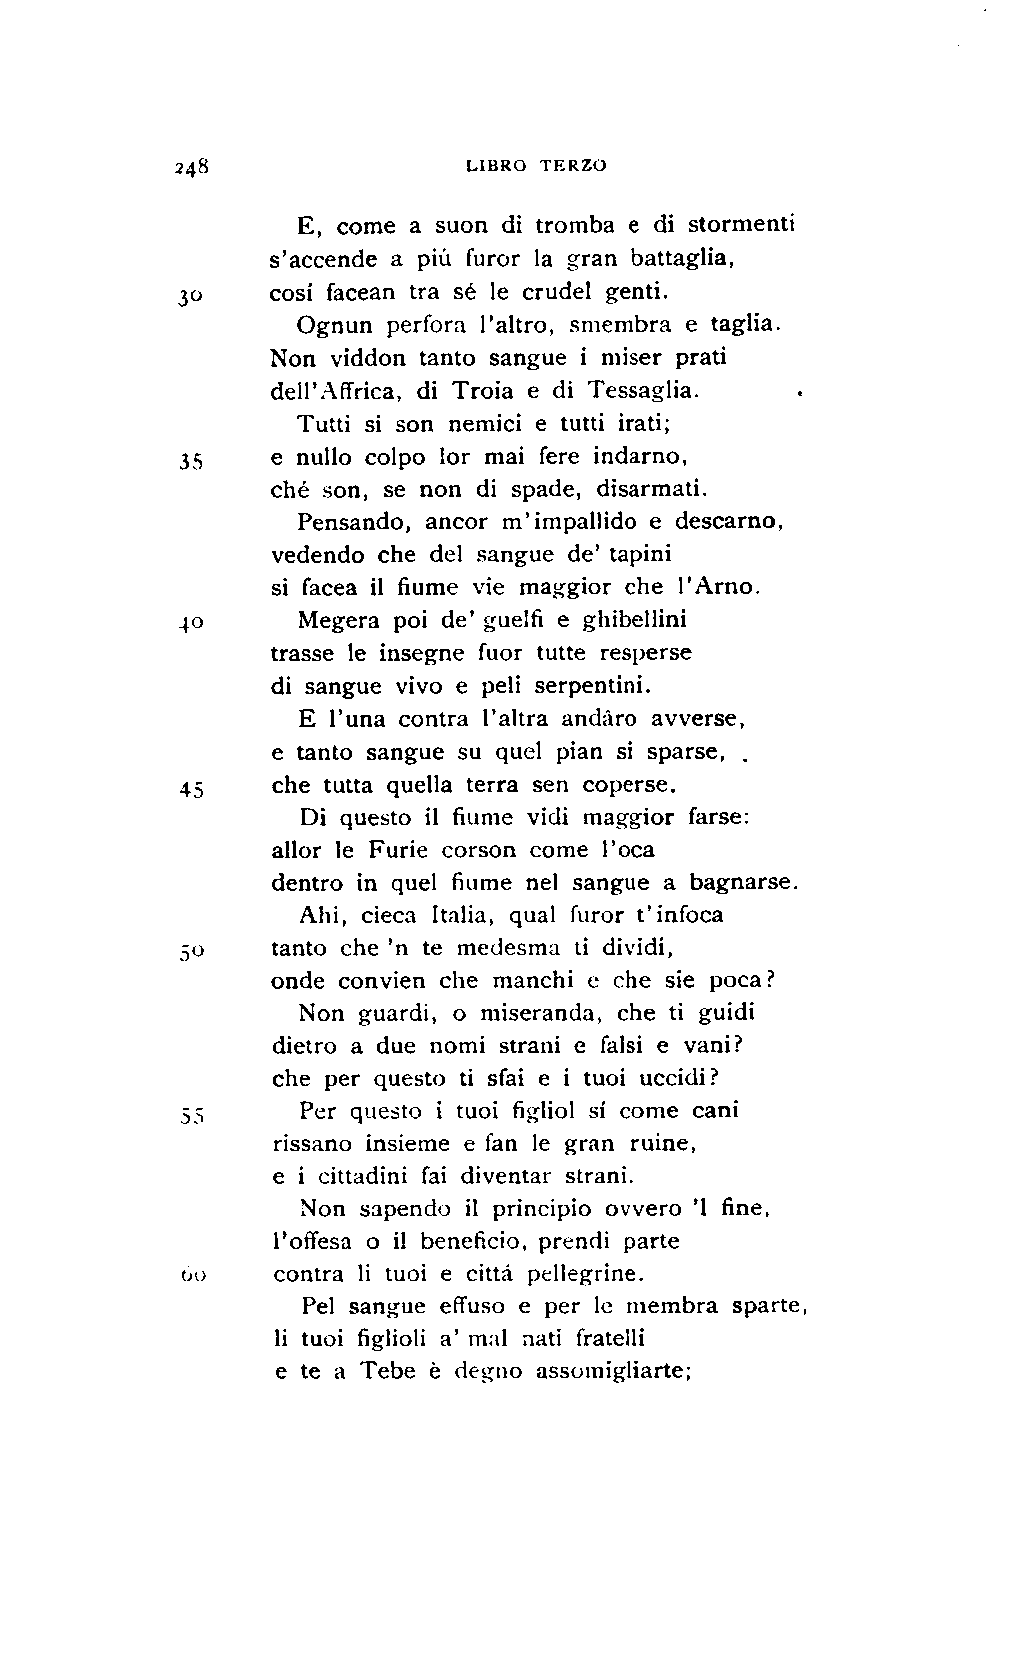 248 LIBRO TERZO
E, come a suon di tromba e di stormenti
s'accende a piú furor la gran battaglia,
30 cosí facean tra sé le crudel genti.
Ognun perfora l'altro, smembra e taglia.
Non viddon tanto sangue i miser prati
dell'Affrica, di Troia e di Tessaglia.
Tutti si son nemici e tutti irati;
35 e nullo colpo lor mai fere indarno,
ché son, se non di spade, disarmati.
Pensando, ancor m'impallido e descarno,
vedendo che del sangue de' tapini
si facea il fiume vie maggior che l'Arno.
40 Megera poi de' guelfi e ghibellini
trasse le insegne fuor tutte resperse
di sangue vivo e peli serpentini.
E l'una contra l'altra andâro avverse,
e tanto sangue su quel pian si sparse,
45 che tutta quella terra sen coperse.
Di questo il fiume vidi maggior farse:
allor le Furie corson come l'oca
dentro in quel fiume nel sangue a bagnarse.
Ahi, cieca Italia, qual furor t'infoca
50 tanto che 'n te medesma ti dividi,
onde convien che manchi e che sie poca?
Non guardi, o miseranda, che ti guidi
dietro a due nomi strani e falsi e vani?
che per questo ti sfai e i tuoi uccidi?
55 Per questo i tuoi figliol sí come cani
rissano insieme e fan le gran ruine,
e i cittadini fai diventar strani.
Non sapendo il principio ovvero 'l fine,
l'offesa o il beneficio, prendi parte
60 contra li tuoi e cittá pellegrine.
Pel sangue effuso e per le membra sparte,
li tuoi figlioli a' mal nati fratelli
e te a Tebe è degno assomigliarte;